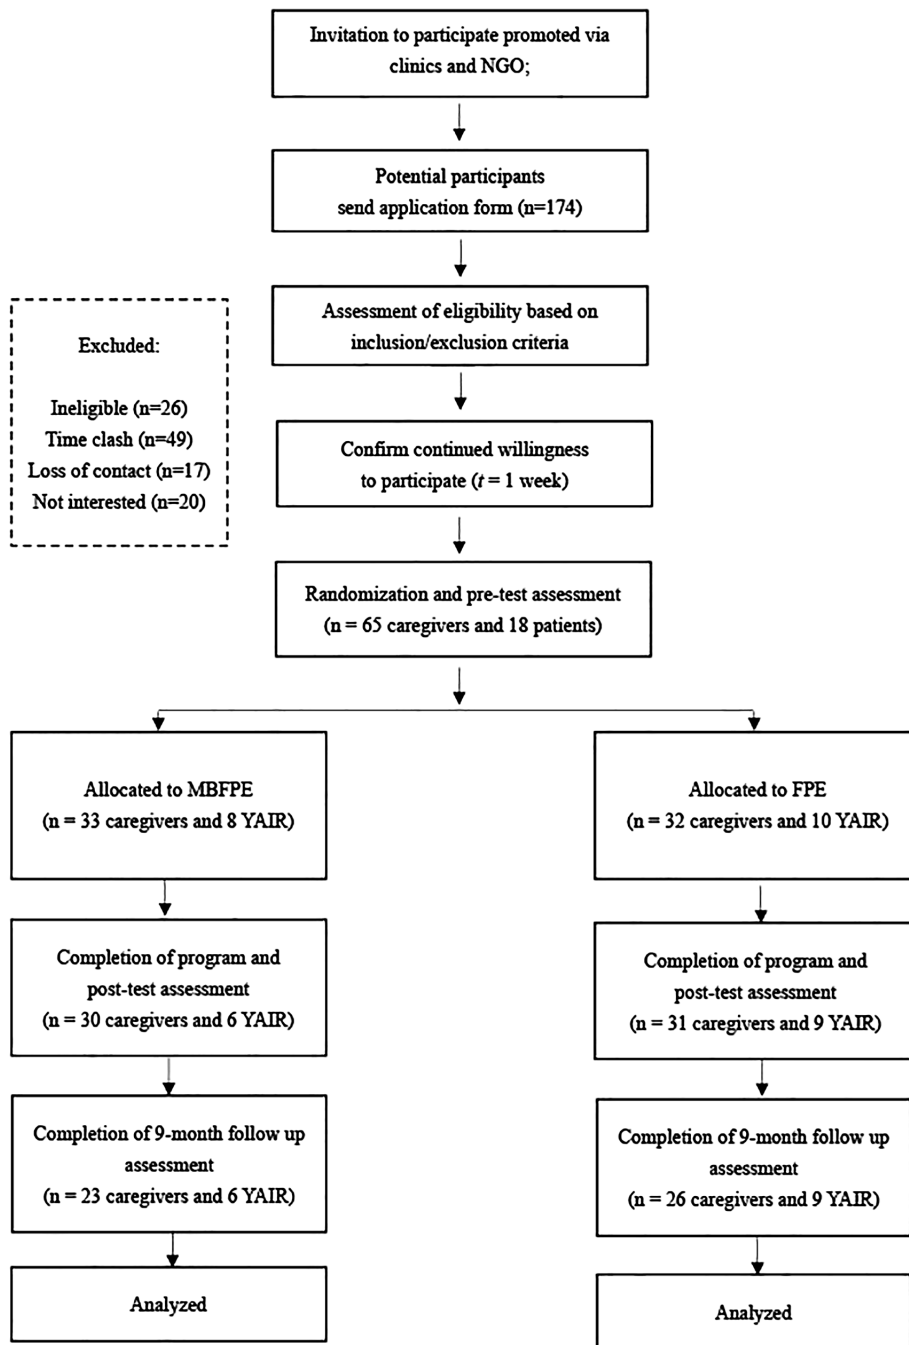 Invitation to participate promoted via
clinics and NGO;
Potential participants
send application form (n=174)
Assessment of eligibility based on
inclusion/exclusion criteria
Excluded:
Ineligible (n=26)
Time clash (n=49)
Loss of contact (n=17)
Not interested (n=20)
Confirm continued willingness
to participate (t = 1 week)
Randomization and pre-test assessment
(n = 65 caregivers and 18 patients)
Allocated to MBFPE
(n = 33 caregivers and 8 YAIR)
Allocated to FPE
(n = 32 caregivers and 10 YAIR)
Completion of program and
post-test assessment
(n = 30 caregivers and 6 YAIR)
Completion of program and
post-test assessment
(n = 31 caregivers and 9 YAIR)
Completion of 9-month follow up
assessment
(n = 23 caregivers and 6 YAIR)
Completion of 9-month follow up
assessment
(n = 26 caregivers and 9 YAIR)
Analyzed
Analyzed